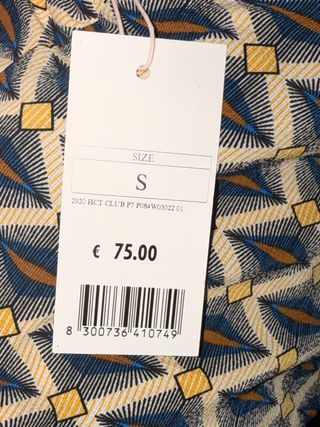 SIZE
S
2920 HCT CLUB P7 P084W03022 01
€ 75.00
8 300736 410749